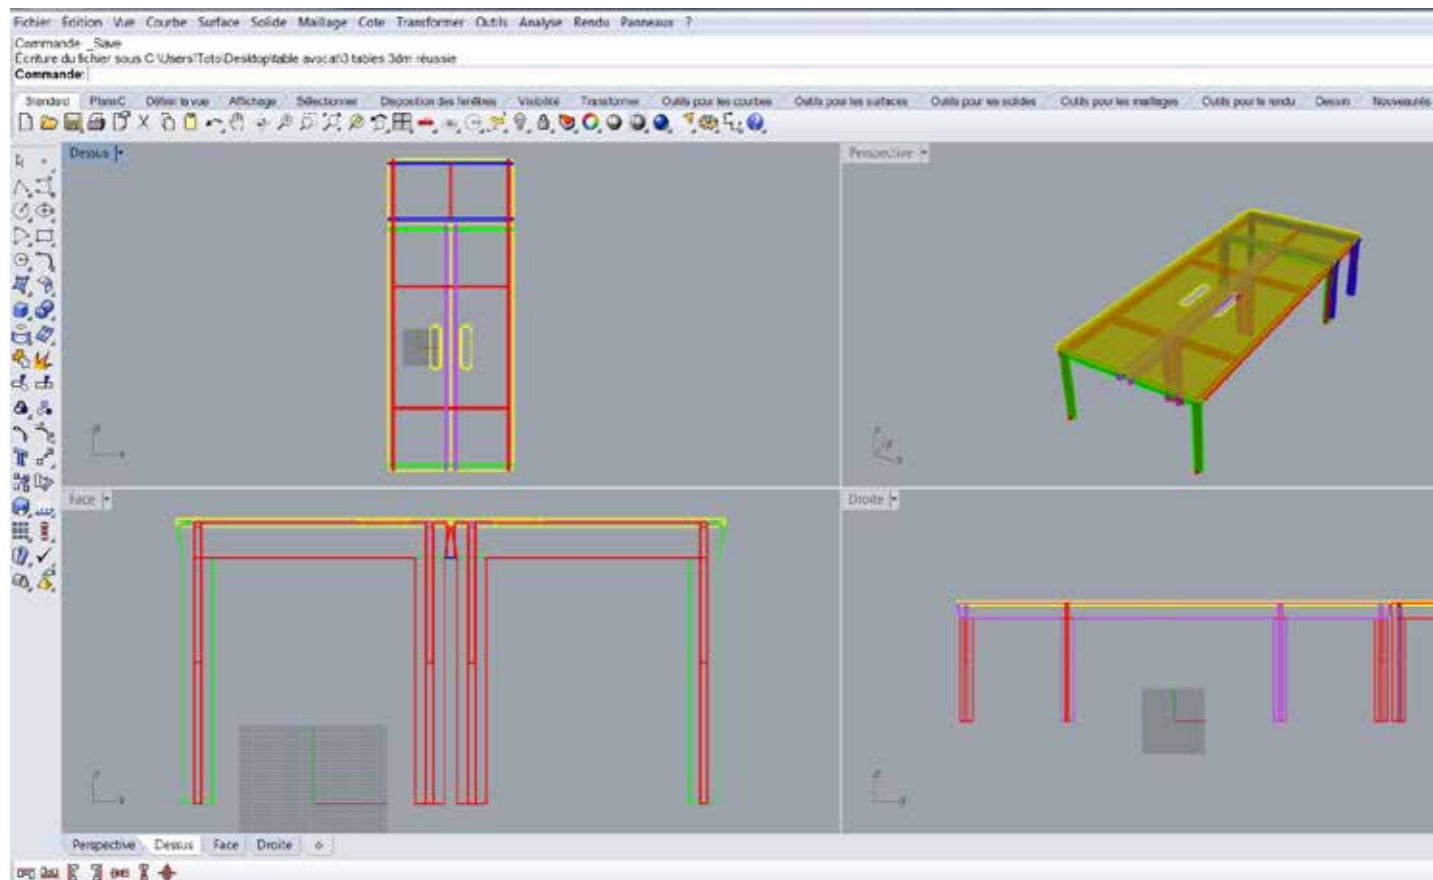 Fichier Édition Vue Courbe Surface Solide Maillage Cote Transformer Outils Analyse Rendu Panneaux ?
Commande _Save
Écriture du fichier sous C:\Users\Toto\Desktop\table avocat\3 tables 3dm réussie
Commande:
Standard PlansC Définir la vue Affichage Sélectionner Disposition des fenêtres Visibilité Transformer Outils pour les courbes Outils pour les surfaces Outils pour les solides Outils pour les maillages Outils pour le rendu Dessin Nouveautés
Dessus
Perspective
Face
Droite
Perspective Dessus Face Droite